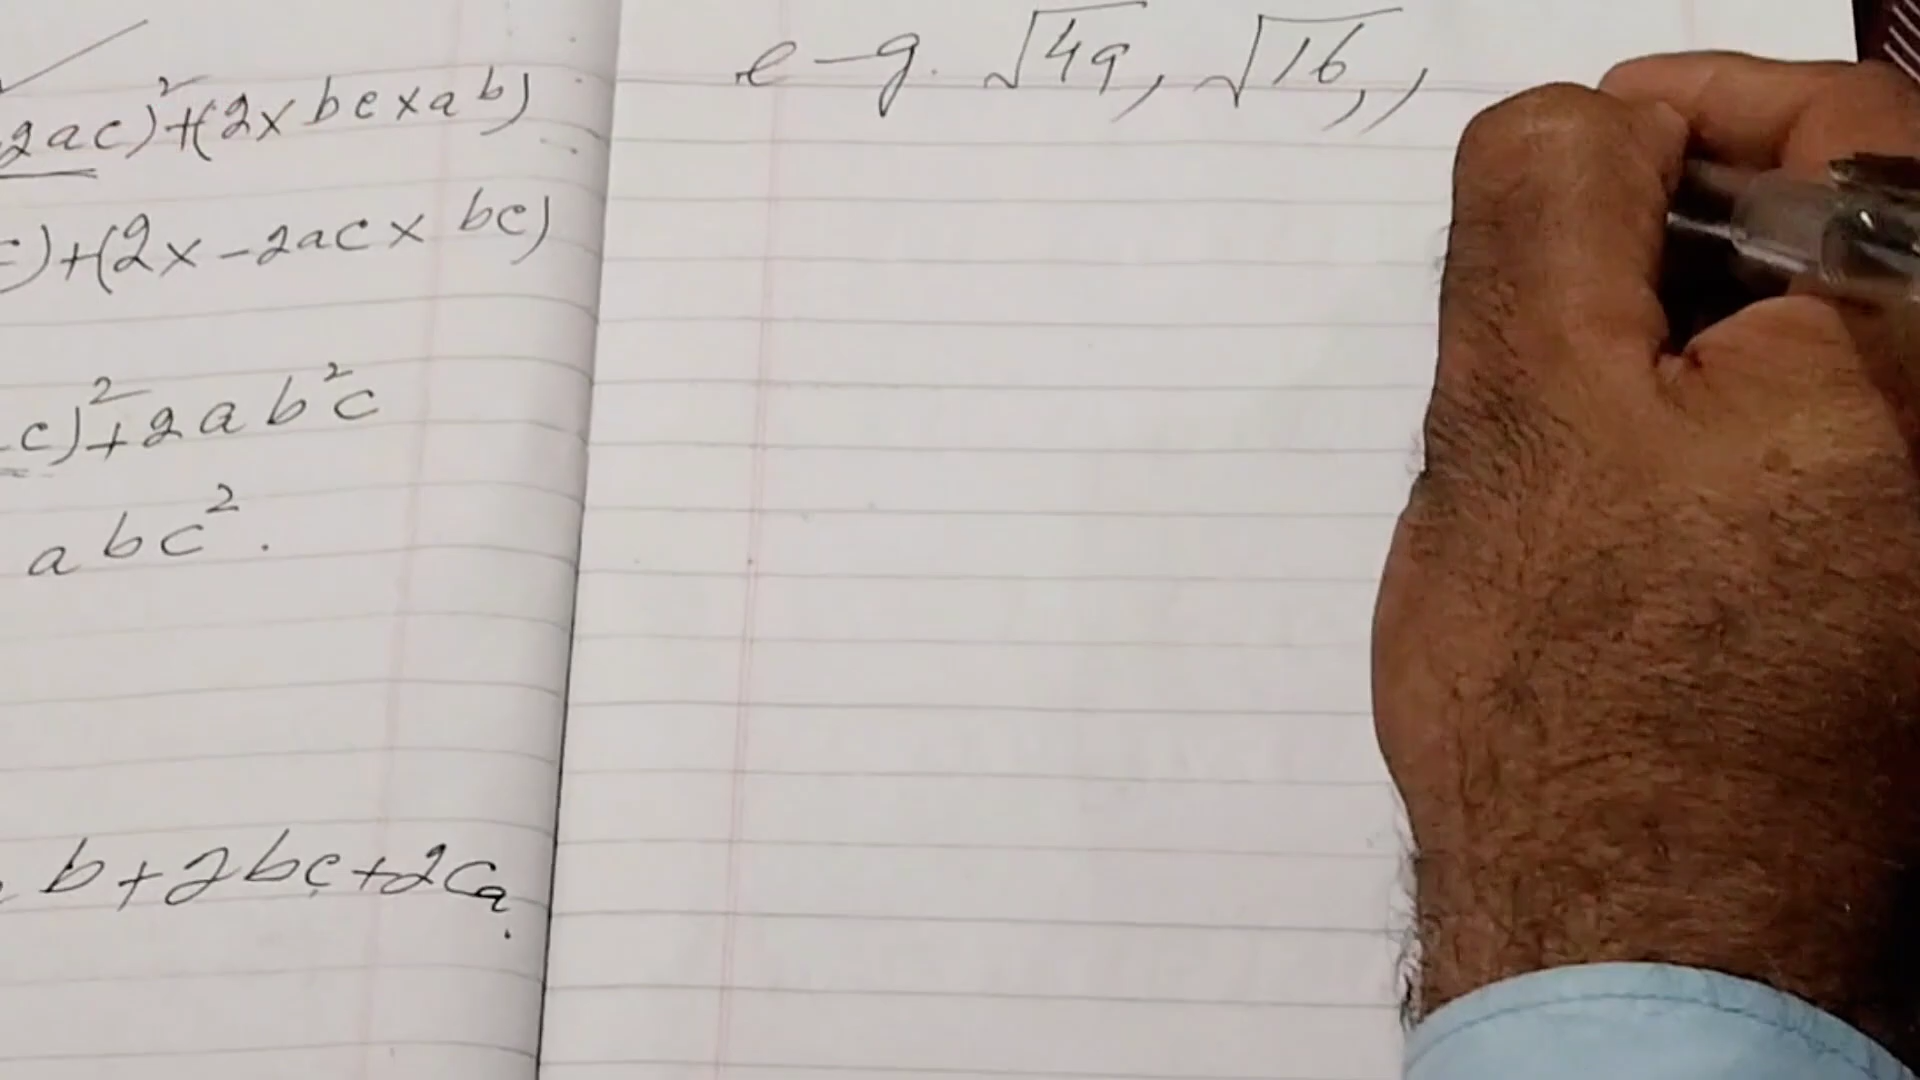 2ac)²+(2×bc×ab)
c)+(2×-2ac×bc)
c)²+2ab²c
abc².
b+2bc+2ca.
e-g. √49, √16,,